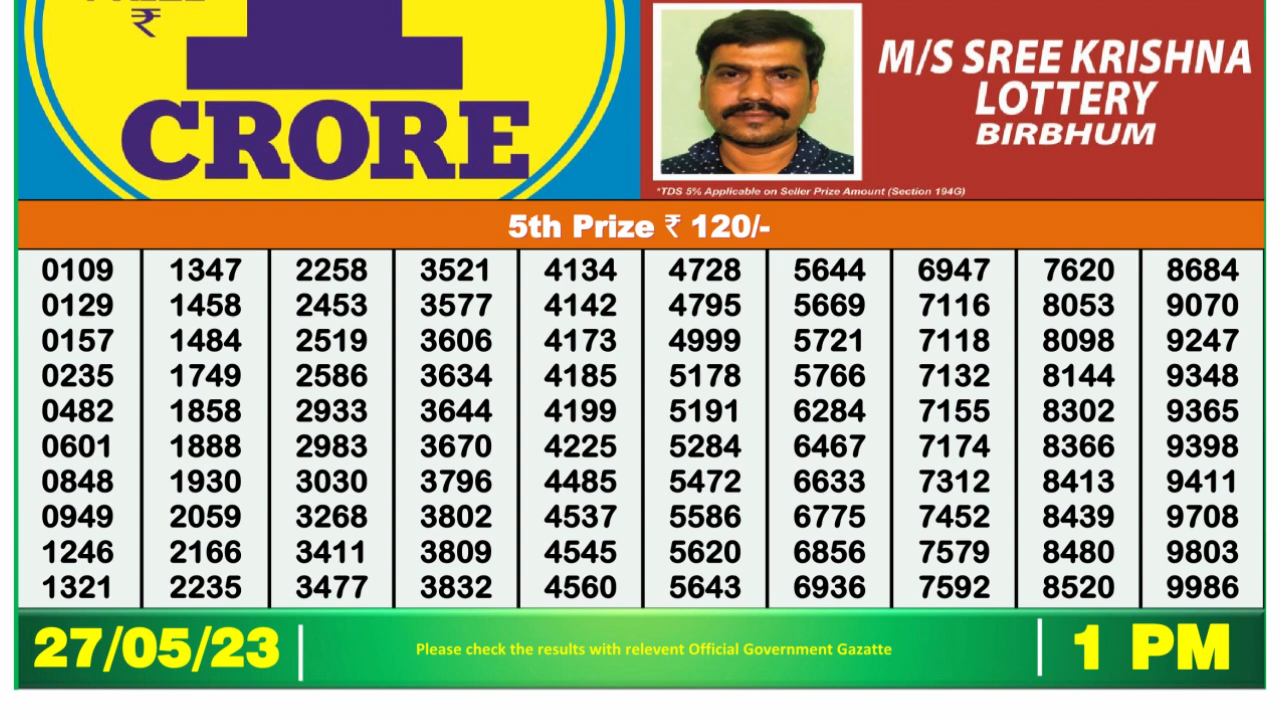 ₹
1
CRORE
M/S SREE KRISHNA
LOTTERY
BIRBHUM
*TDS 5% Applicable on Seller Prize Amount (Section 194G)
5th Prize ₹ 120/-
0109 1347 2258 3521 4134 4728 5644 6947 7620 8684
0129 1458 2453 3577 4142 4795 5669 7116 8053 9070
0157 1484 2519 3606 4173 4999 5721 7118 8098 9247
0235 1749 2586 3634 4185 5178 5766 7132 8144 9348
0482 1858 2933 3644 4199 5191 6284 7155 8302 9365
0601 1888 2983 3670 4225 5284 6467 7174 8366 9398
0848 1930 3030 3796 4485 5472 6633 7312 8413 9411
0949 2059 3268 3802 4537 5586 6775 7452 8439 9708
1246 2166 3411 3809 4545 5620 6856 7579 8480 9803
1321 2235 3477 3832 4560 5643 6936 7592 8520 9986
27/05/23 Please check the results with relevent Official Government Gazatte 1 PM